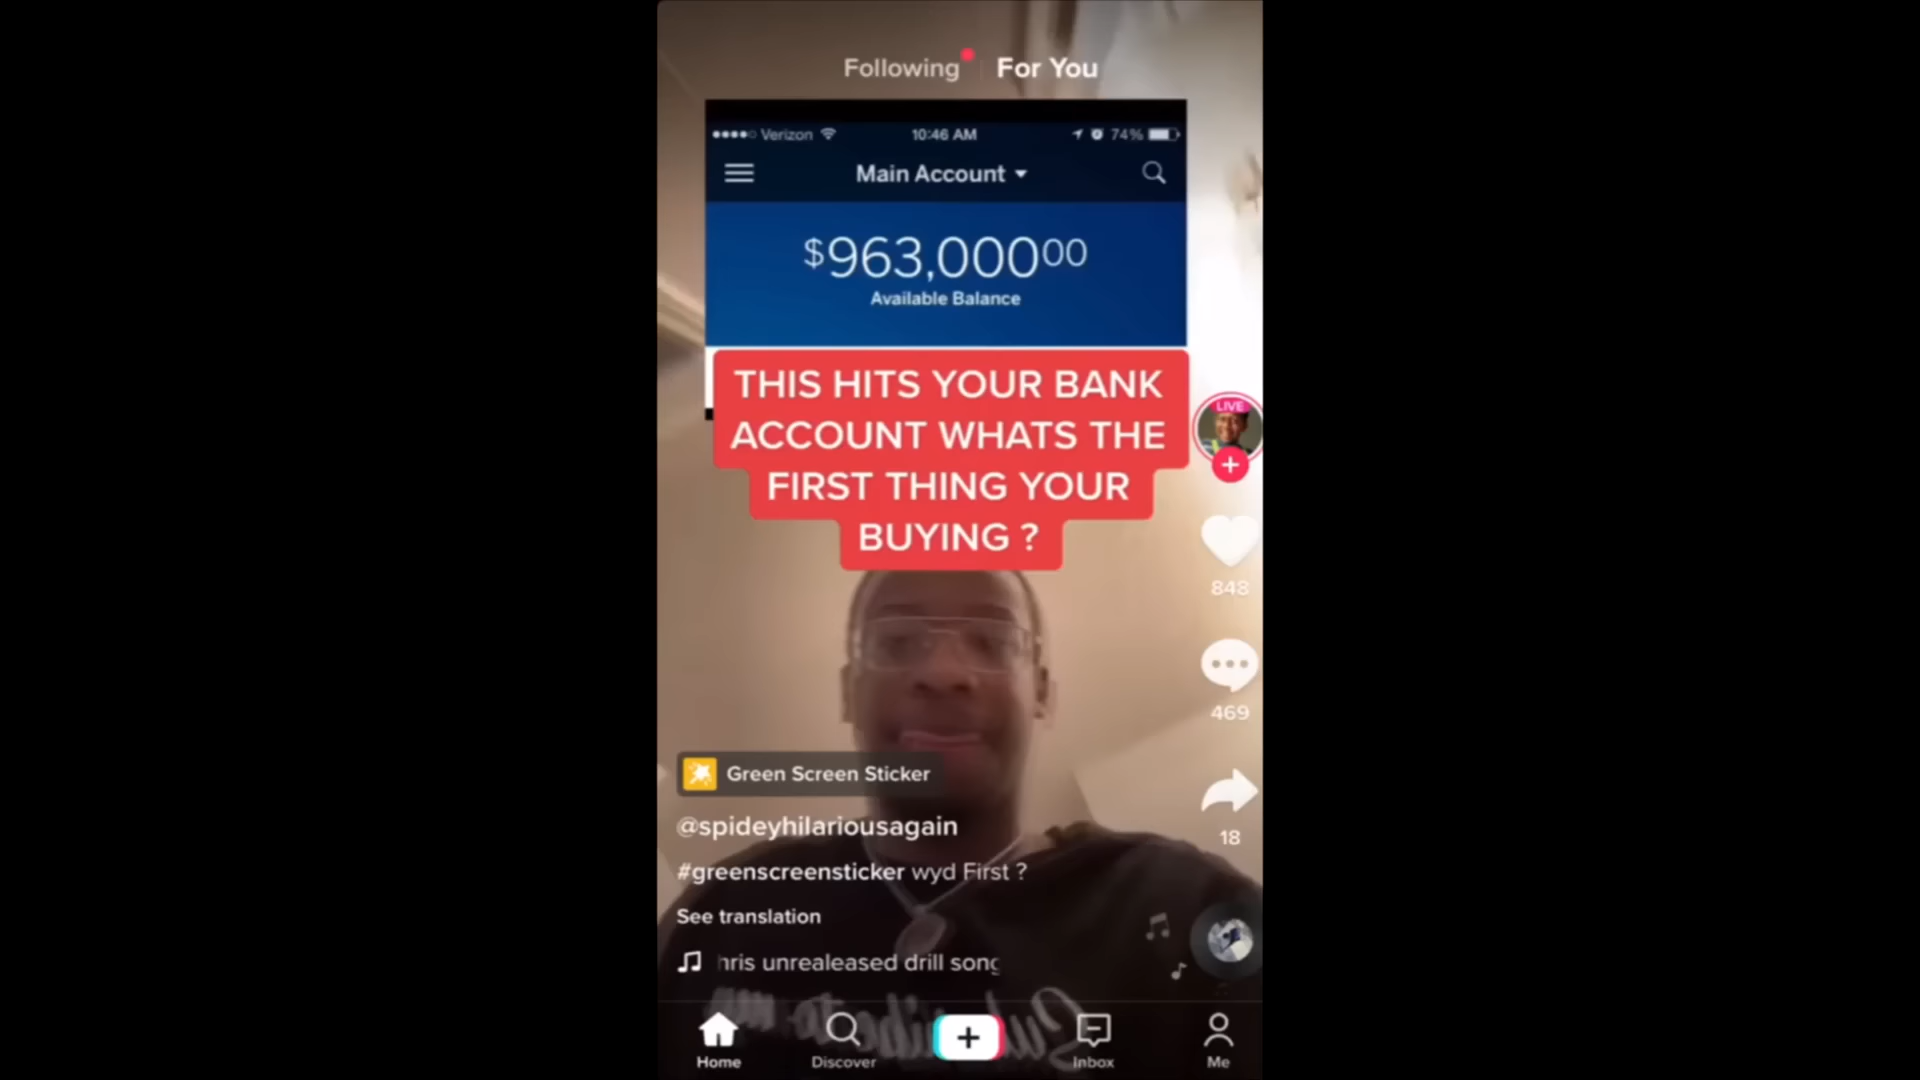 Following For You
Verizon 10:46 AM 74%
Main Account
$963,00000
Available Balance
THIS HITS YOUR BANK
ACCOUNT WHATS THE
FIRST THING YOUR
BUYING ?
LIVE
848
469
Green Screen Sticker
@spideyhilariousagain
18
#greenscreensticker wyd First ?
See translation
hris unrealeased drill song
Home Discover Inbox Me